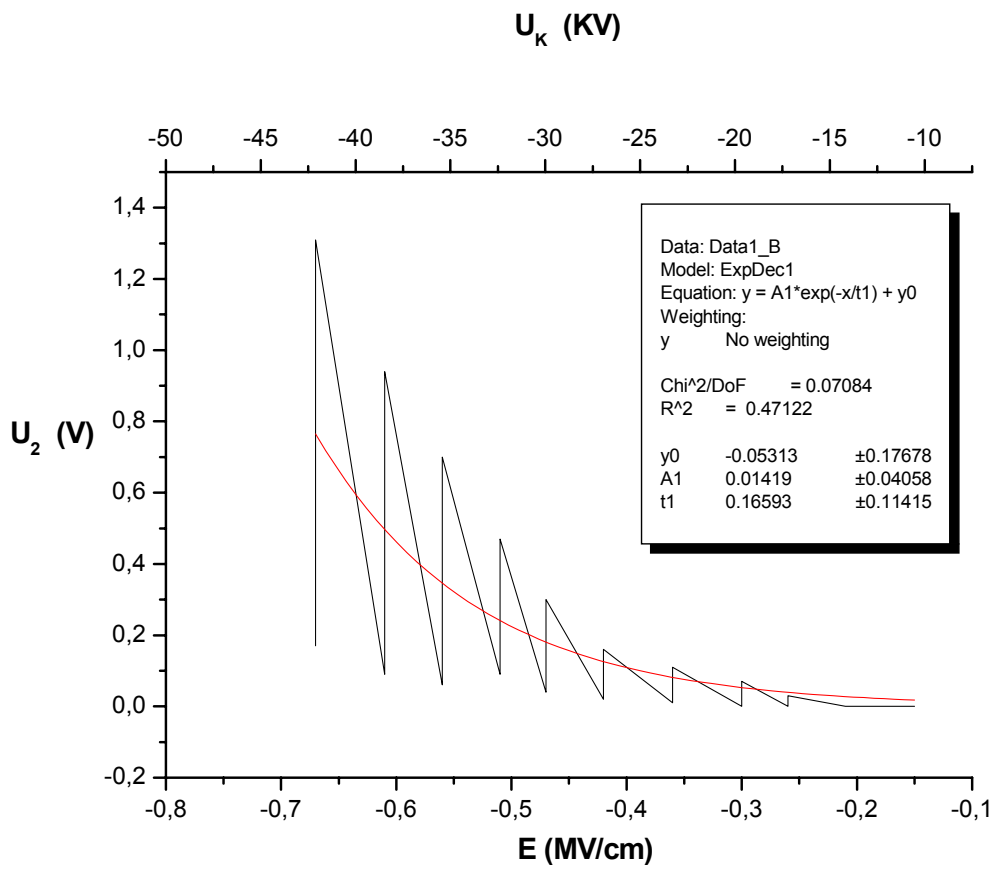 U_K (KV)
-50 -45 -40 -35 -30 -25 -20 -15 -10
1,4
1,2
1,0
0,8
0,6
0,4
0,2
0,0
-0,2
U_2 (V)
Data: Data1_B
Model: ExpDec1
Equation: y = A1*exp(-x/t1) + y0
Weighting:
y No weighting
Chi^2/DoF = 0.07084
R^2 = 0.47122
y0 -0.05313 ±0.17678
A1 0.01419 ±0.04058
t1 0.16593 ±0.11415
-0,8 -0,7 -0,6 -0,5 -0,4 -0,3 -0,2 -0,1
E (MV/cm)